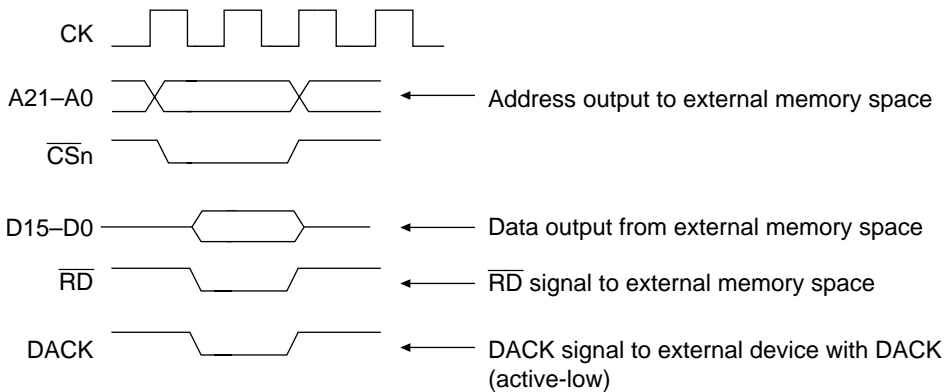 CK
A21–A0
Address output to external memory space
CSn
D15–D0
Data output from external memory space
RD
RD signal to external memory space
DACK
DACK signal to external device with DACK
(active-low)